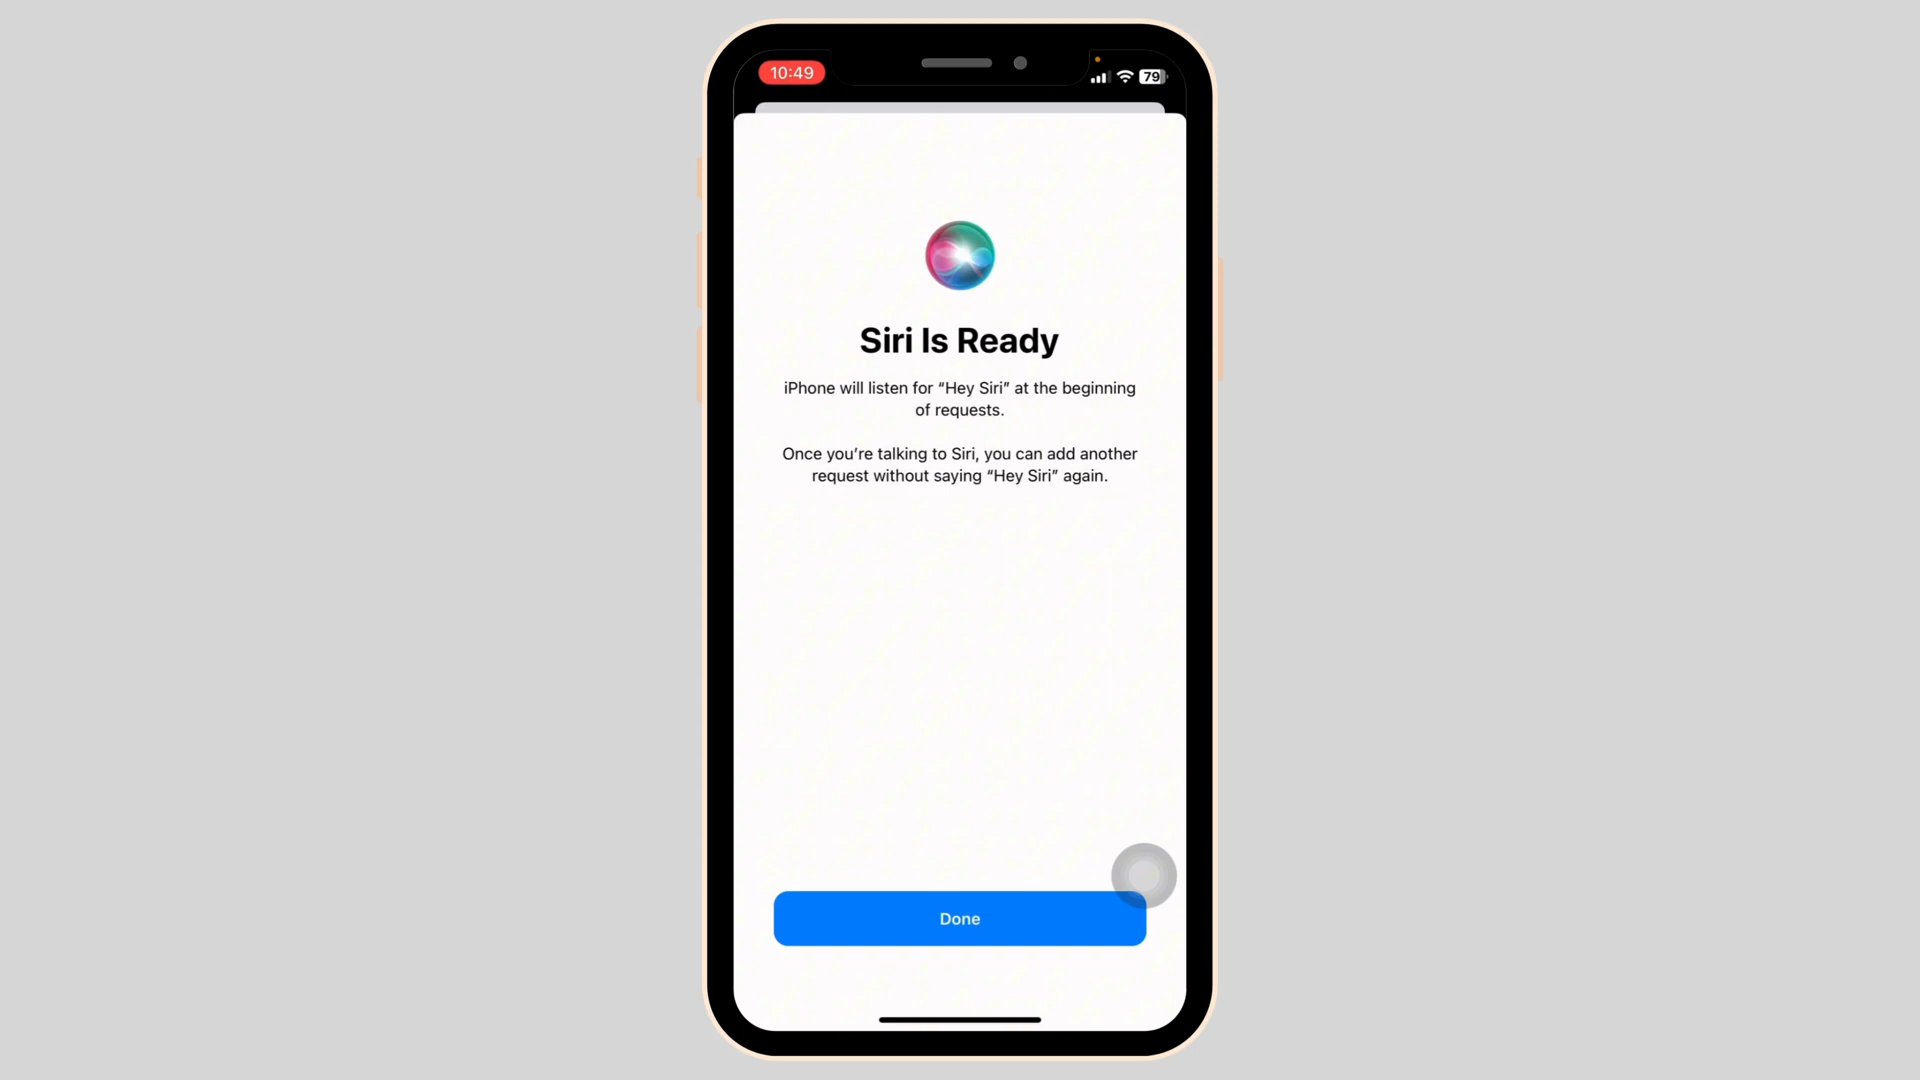 10:49
79
Siri Is Ready
iPhone will listen for “Hey Siri” at the beginning
of requests.
Once you’re talking to Siri, you can add another
request without saying “Hey Siri” again.
Done